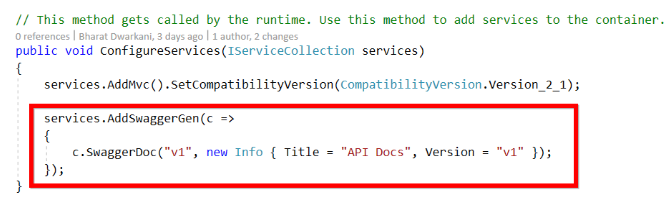 // This method gets called by the runtime. Use this method to add services to the container.
0 references | Bharat Dwarkani, 3 days ago | 1 author, 2 changes
public void ConfigureServices(IServiceCollection services)
{
    services.AddMvc().SetCompatibilityVersion(CompatibilityVersion.Version_2_1);
    services.AddSwaggerGen(c =>
    {
        c.SwaggerDoc("v1", new Info { Title = "API Docs", Version = "v1" });
    });
}